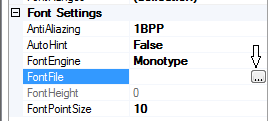 Font Settings
AntiAliazing 1BPP
AutoHint False
FontEngine Monotype
FontFile ...
FontHeight 0
FontPointSize 10